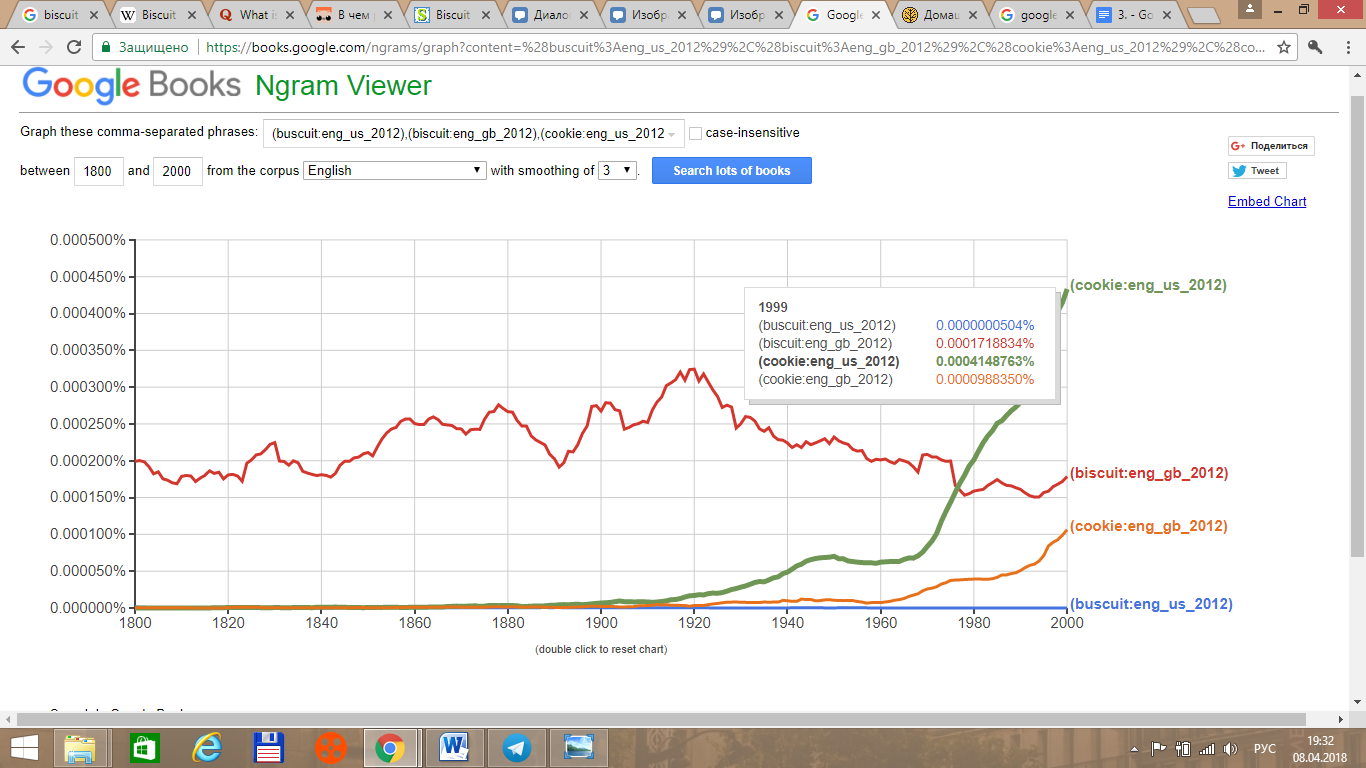 biscuit
Biscuit
What is
В чем
Biscuit
Диало
Изобр
Изобр
Google
Домаш
google
3. - Go
Защищено
https://books.google.com/ngrams/graph?content=%28buscuit%3Aeng_us_2012%29%2C%28biscuit%3Aeng_gb_2012%29%2C%28cookie%3Aeng_us_2012%29%2C%28co...
Google Books Ngram Viewer
Graph these comma-separated phrases: (buscuit:eng_us_2012),(biscuit:eng_gb_2012),(cookie:eng_us_2012 case-insensitive
between 1800 and 2000 from the corpus English with smoothing of 3 . Search lots of books
G+ Поделиться
Tweet
Embed Chart
0.000500%
0.000450%
0.000400%
0.000350%
0.000300%
0.000250%
0.000200%
0.000150%
0.000100%
0.000050%
0.000000%
1999
(buscuit:eng_us_2012) 0.0000000504%
(biscuit:eng_gb_2012) 0.0001718834%
(cookie:eng_us_2012) 0.0004148763%
(cookie:eng_gb_2012) 0.0000988350%
(cookie:eng_us_2012)
(biscuit:eng_gb_2012)
(cookie:eng_gb_2012)
(buscuit:eng_us_2012)
1800 1820 1840 1860 1880 1900 1920 1940 1960 1980 2000
(double click to reset chart)
РУС
19:32
08.04.2018